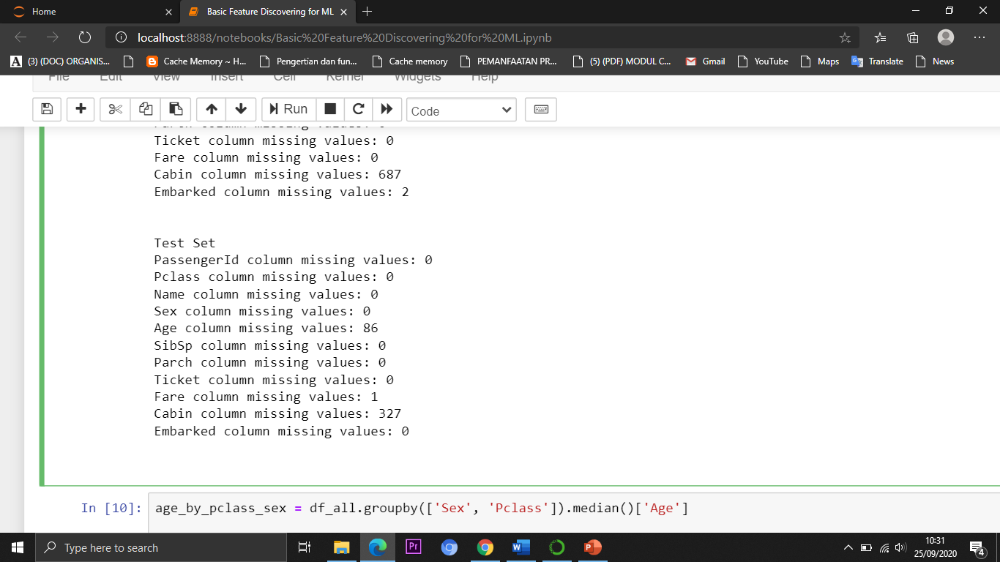 Home
Basic Feature Discovering for ML
localhost:8888/notebooks/Basic%20Feature%20Discovering%20for%20ML.ipynb
(3) (DOC) ORGANIS...
Cache Memory ~ H...
Pengertian dan fun...
Cache memory
PEMANFAATAN PR...
(5) (PDF) MODUL C...
Gmail
YouTube
Maps
Translate
News
File Edit View Insert Cell Kernel Widgets Help
Run
Code
Parch column missing values: 0
Ticket column missing values: 0
Fare column missing values: 0
Cabin column missing values: 687
Embarked column missing values: 2
Test Set
PassengerId column missing values: 0
Pclass column missing values: 0
Name column missing values: 0
Sex column missing values: 0
Age column missing values: 86
SibSp column missing values: 0
Parch column missing values: 0
Ticket column missing values: 0
Fare column missing values: 1
Cabin column missing values: 327
Embarked column missing values: 0
In [10]: age_by_pclass_sex = df_all.groupby(['Sex', 'Pclass']).median()['Age']
Type here to search
10:31
25/09/2020
4